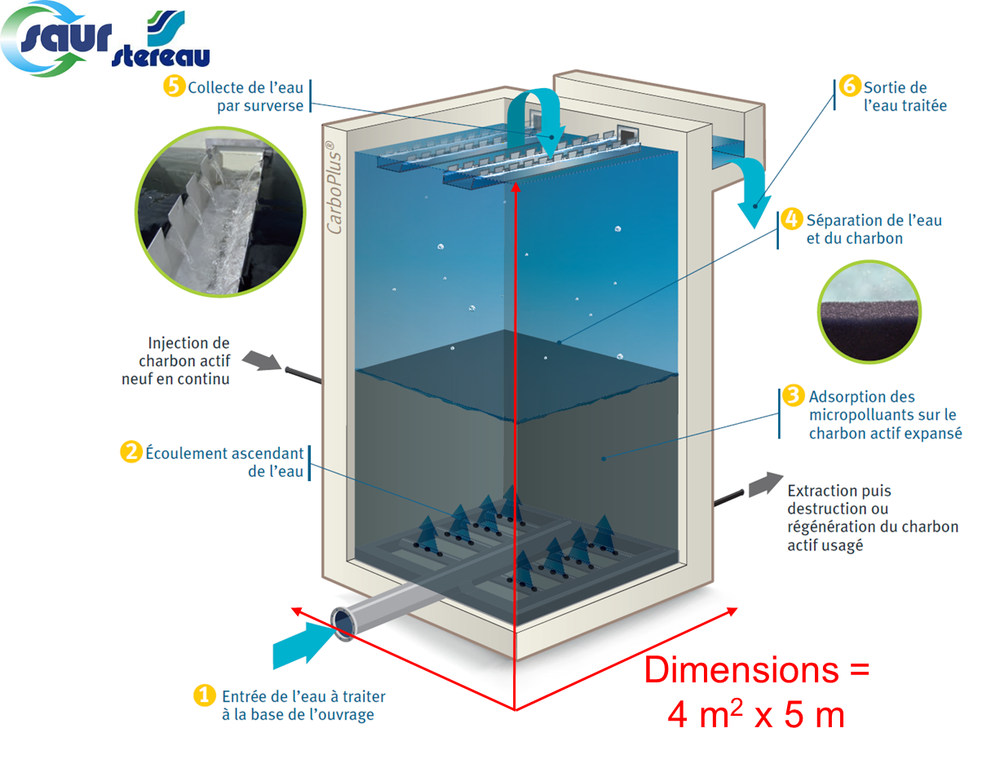 saur
stereau
5 Collecte de l'eau
par surverse
6 Sortie de
l'eau traitée
CarboPlus®
4 Séparation de l'eau
et du charbon
Injection de
charbon actif
neuf en continu
3 Adsorption des
micropolluants sur le
charbon actif expansé
2 Écoulement ascendant
de l'eau
Extraction puis
destruction ou
régénération du charbon
actif usagé
1 Entrée de l'eau à traiter
à la base de l'ouvrage
Dimensions =
4 m² x 5 m